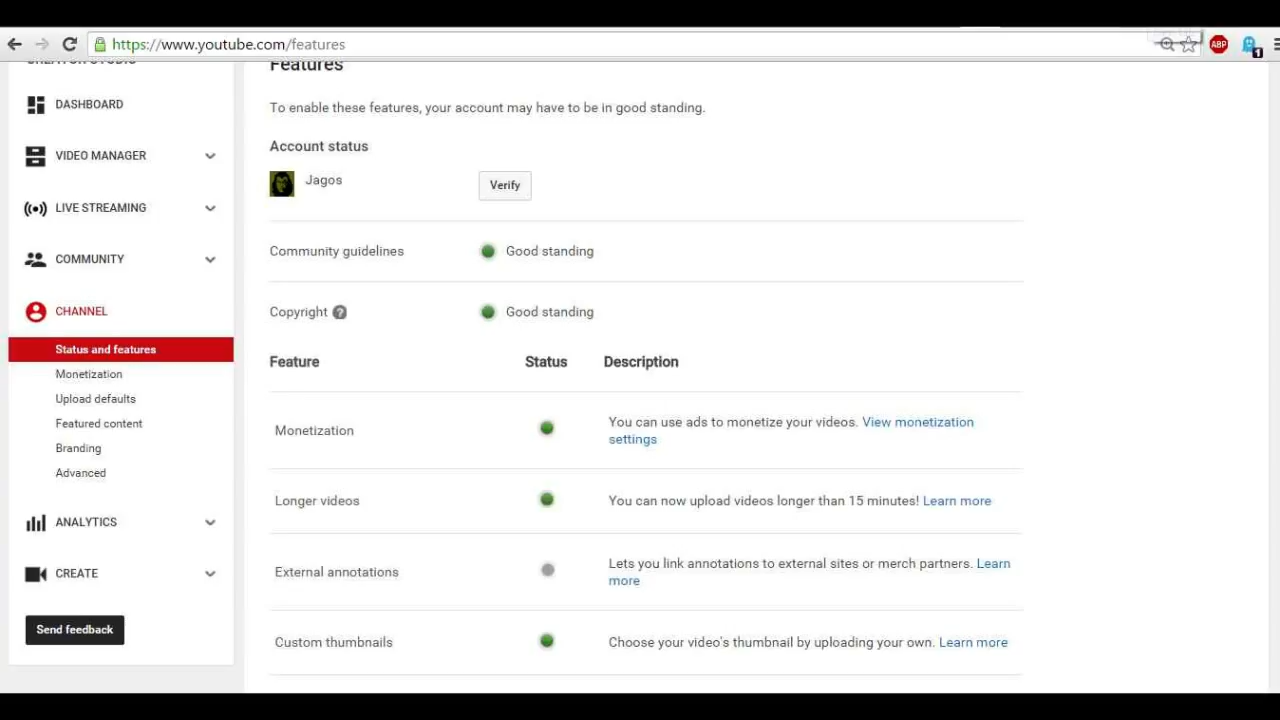 https://www.youtube.com/features
ABP
1
CREATOR STUDIO
DASHBOARD
VIDEO MANAGER
LIVE STREAMING
COMMUNITY
CHANNEL
Status and features
Monetization
Upload defaults
Featured content
Branding
Advanced
ANALYTICS
CREATE
Send feedback
Features
To enable these features, your account may have to be in good standing.
Account status
Jagos
Verify
Community guidelines
Good standing
Copyright ?
Good standing
Feature Status Description
Monetization
You can use ads to monetize your videos. View monetization
settings
Longer videos
You can now upload videos longer than 15 minutes! Learn more
External annotations
Lets you link annotations to external sites or merch partners. Learn
more
Custom thumbnails
Choose your video's thumbnail by uploading your own. Learn more